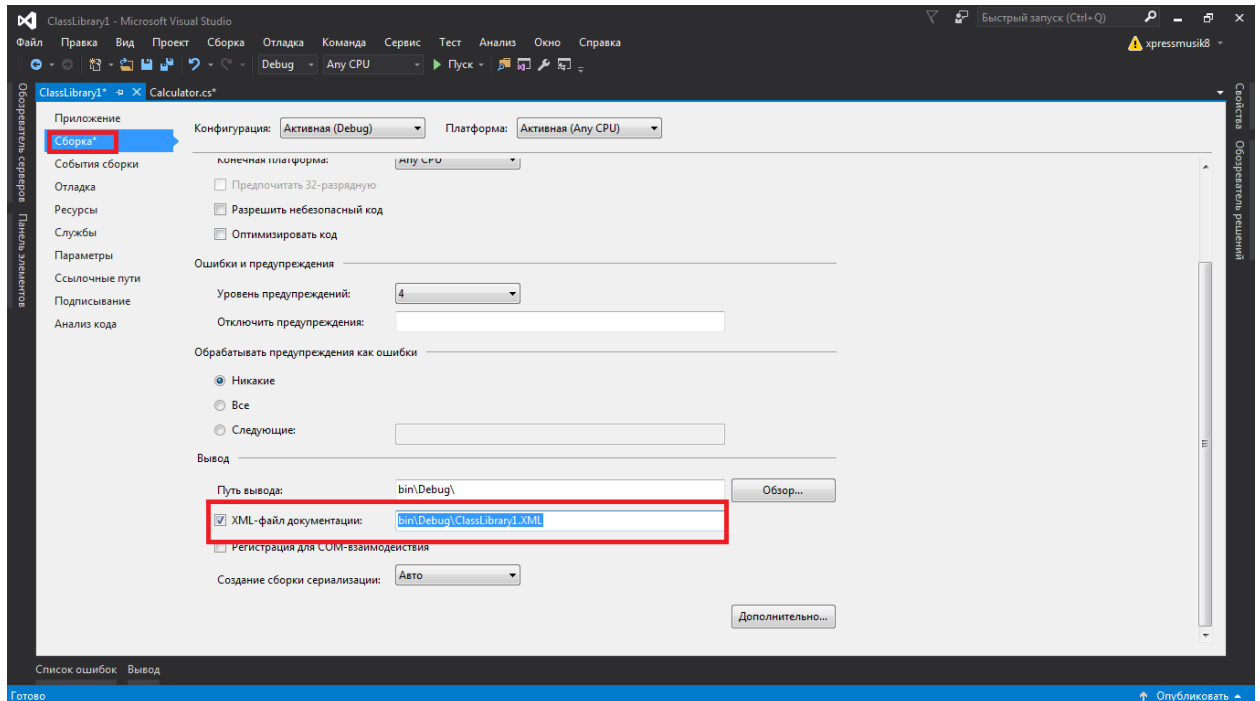 ClassLibrary1 - Microsoft Visual Studio
Быстрый запуск (Ctrl+Q)
Файл Правка Вид Проект Сборка Отладка Команда Сервис Тест Анализ Окно Справка
xpressmusik8
Debug Any CPU Пуск
ClassLibrary1* Calculator.cs*
Обозреватель серверов
Панель элементов
Свойства
Обозреватель решений
Приложение
Сборка*
События сборки
Отладка
Ресурсы
Службы
Параметры
Ссылочные пути
Подписывание
Анализ кода
Конфигурация: Активная (Debug) Платформа: Активная (Any CPU)
Конечная платформа: Any CPU
Предпочитать 32-разрядную
Разрешить небезопасный код
Оптимизировать код
Ошибки и предупреждения
Уровень предупреждений: 4
Отключить предупреждения:
Обрабатывать предупреждения как ошибки
Никакие
Все
Следующие:
Вывод
Путь вывода: bin\Debug\ Обзор...
XML-файл документации: bin\Debug\ClassLibrary1.XML
Регистрация для COM-взаимодействия
Создание сборки сериализации: Авто
Дополнительно...
Список ошибок Вывод
Готово
Опубликовать